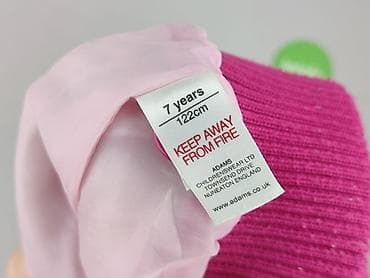 7 years
122cm
KEEP AWAY
FROM FIRE
ADAMS
CHILDRENSWEAR LTD
TOWNSEND DRIVE
NUNEATON ENGLAND
www.adams.co.uk